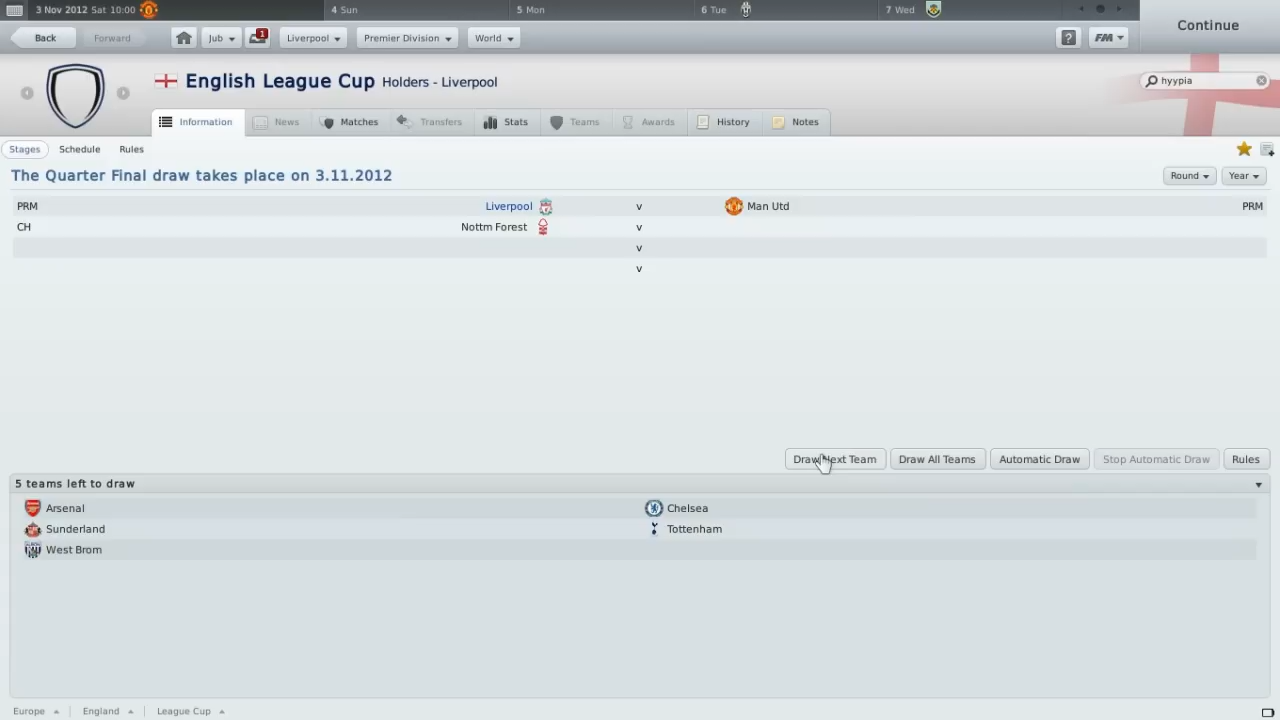 3 Nov 2012 Sat 10:00 4 Sun 5 Mon 6 Tue 7 Wed
Continue
Back Forward Jub 1 Liverpool Premier Division World ? FM
English League Cup Holders - Liverpool
hyypia
Information News Matches Transfers Stats Teams Awards History Notes
Stages Schedule Rules
The Quarter Final draw takes place on 3.11.2012 Round Year
PRM Liverpool v Man Utd PRM
CH Nottm Forest v
v
v
Draw Next Team Draw All Teams Automatic Draw Stop Automatic Draw Rules
5 teams left to draw
Arsenal Chelsea
Sunderland Tottenham
West Brom
Europe England League Cup